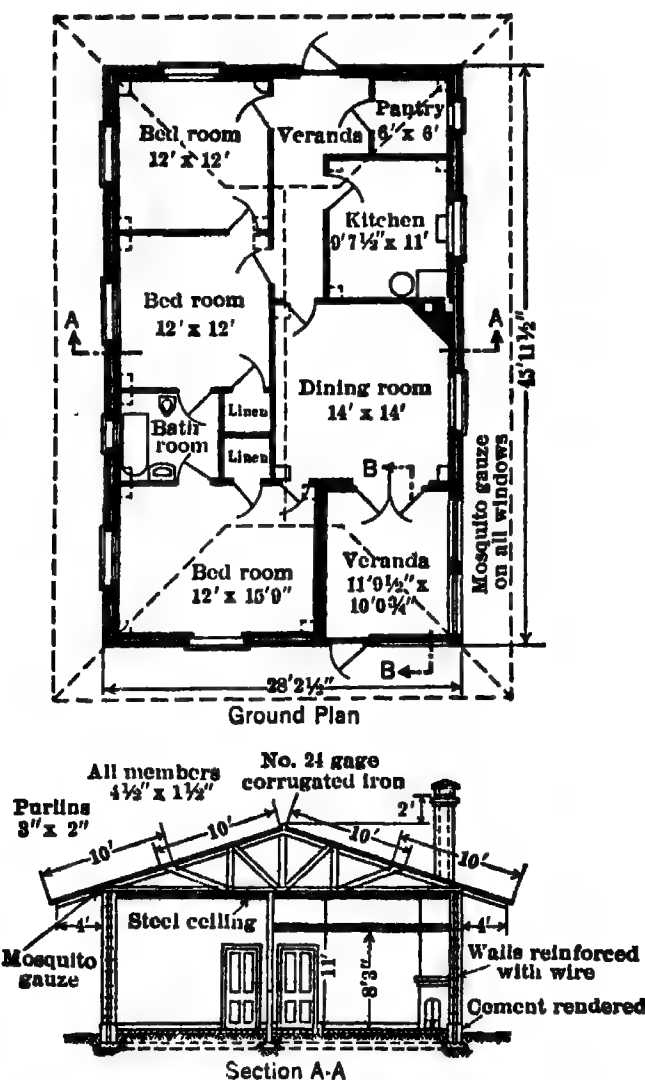 Bed room
12' x 12'
Veranda
Pantry
6' x 6'
Kitchen
9'7½" x 11'
Bed room
12' x 12'
A
A
45'11½"
Dining room
14' x 14'
Linen
Bath
room
Linen
B
Mosquito gauze
on all windows
Bed room
12' x 15'9"
Veranda
11'9½" x
10'0¾"
B
28'2½"
Ground Plan
All members
4½" x 1½"
No. 24 gage
corrugated iron
Purlins
3" x 2"
2'
10'
10'
10'
10'
4'
Steel ceiling
4'
Mosquito
gauze
11'
8'3"
Walls reinforced
with wire
Cement rendered
Section A-A